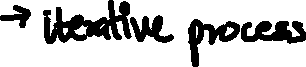 → iterative process